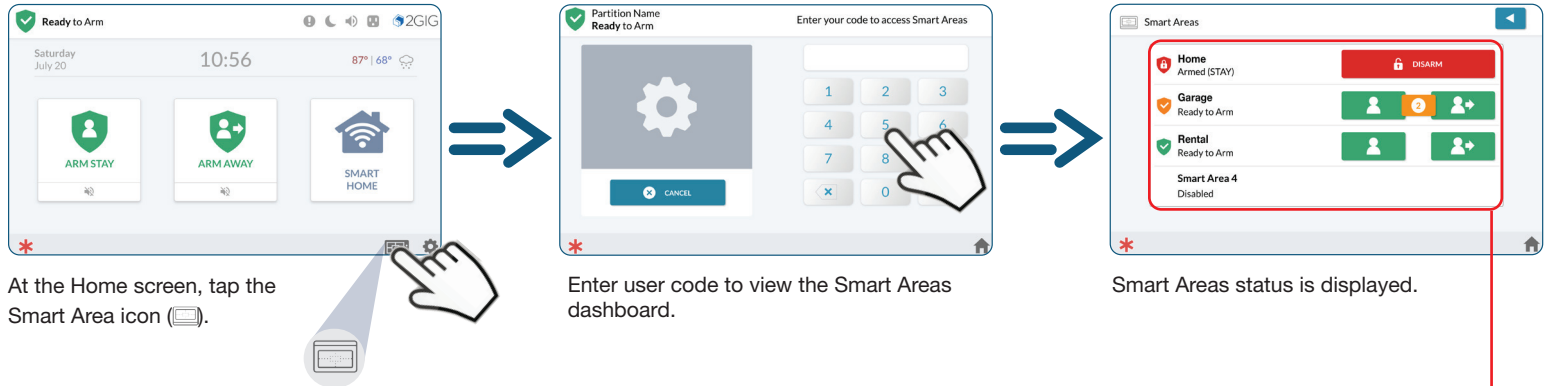 Ready to Arm
2GIG
Saturday
July 20
10:56
87° | 68°
ARM STAY
ARM AWAY
SMART
HOME
*
At the Home screen, tap the
Smart Area icon ( ).
Partition Name
Ready to Arm
Enter your code to access Smart Areas
1 2 3
4 5 6
7 8
0
CANCEL
*
Enter user code to view the Smart Areas
dashboard.
Smart Areas
Home
Armed (STAY)
DISARM
Garage
Ready to Arm
2
Rental
Ready to Arm
Smart Area 4
Disabled
*
Smart Areas status is displayed.